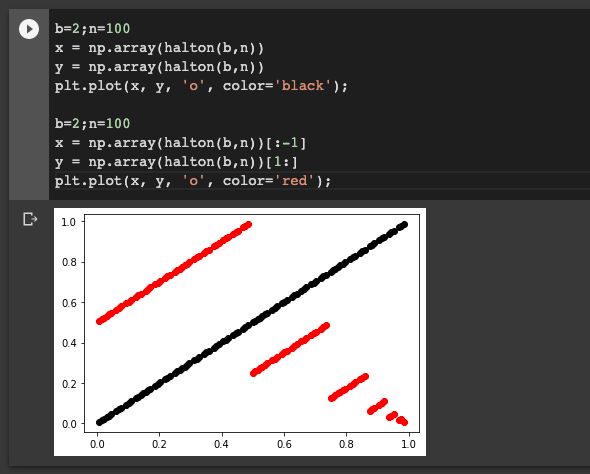 b=2;n=100
x = np.array(halton(b,n))
y = np.array(halton(b,n))
plt.plot(x, y, 'o', color='black');
b=2;n=100
x = np.array(halton(b,n))[:-1]
y = np.array(halton(b,n))[1:]
plt.plot(x, y, 'o', color='red');
1.0
0.8
0.6
0.4
0.2
0.0
0.0 0.2 0.4 0.6 0.8 1.0